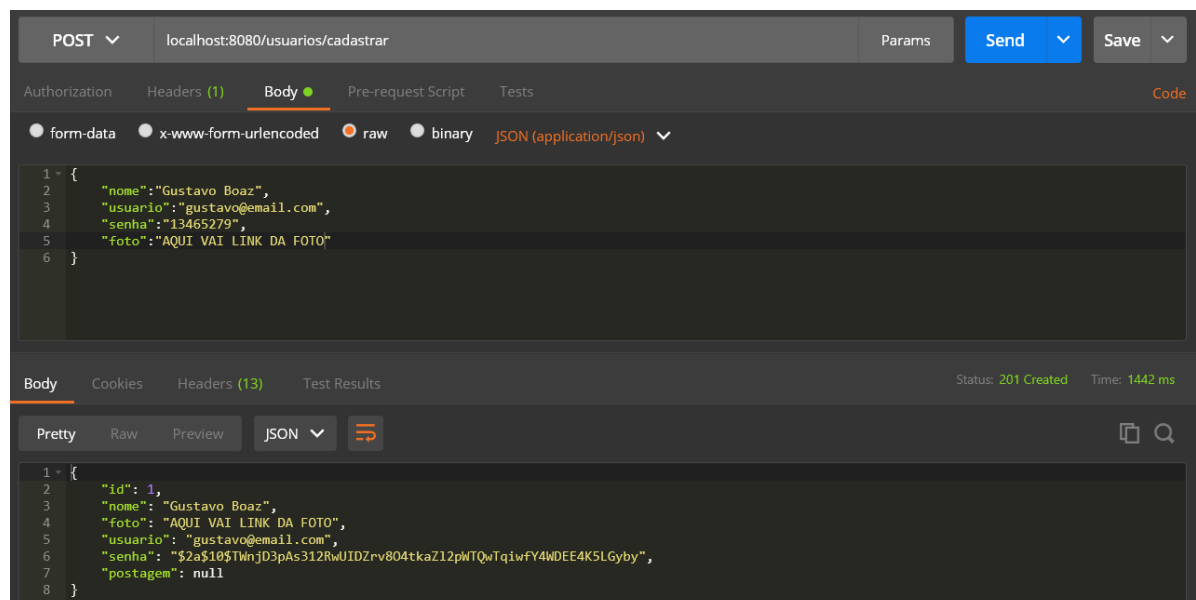 POST localhost:8080/usuarios/cadastrar Params Send Save
Authorization Headers (1) Body Pre-request Script Tests Code
form-data x-www-form-urlencoded raw binary JSON (application/json)
1 {
2 "nome":"Gustavo Boaz",
3 "usuario":"gustavo@email.com",
4 "senha":"13465279",
5 "foto":"AQUI VAI LINK DA FOTO"
6 }
Body Cookies Headers (13) Test Results Status: 201 Created Time: 1442 ms
Pretty Raw Preview JSON
1 {
2 "id": 1,
3 "nome": "Gustavo Boaz",
4 "foto": "AQUI VAI LINK DA FOTO",
5 "usuario": "gustavo@email.com",
6 "senha": "$2a$10$TWnjD3pAs312RwUIDZrv8O4tkaZl2pWTQwTqiwfY4WDEE4K5LGyby",
7 "postagem": null
8 }